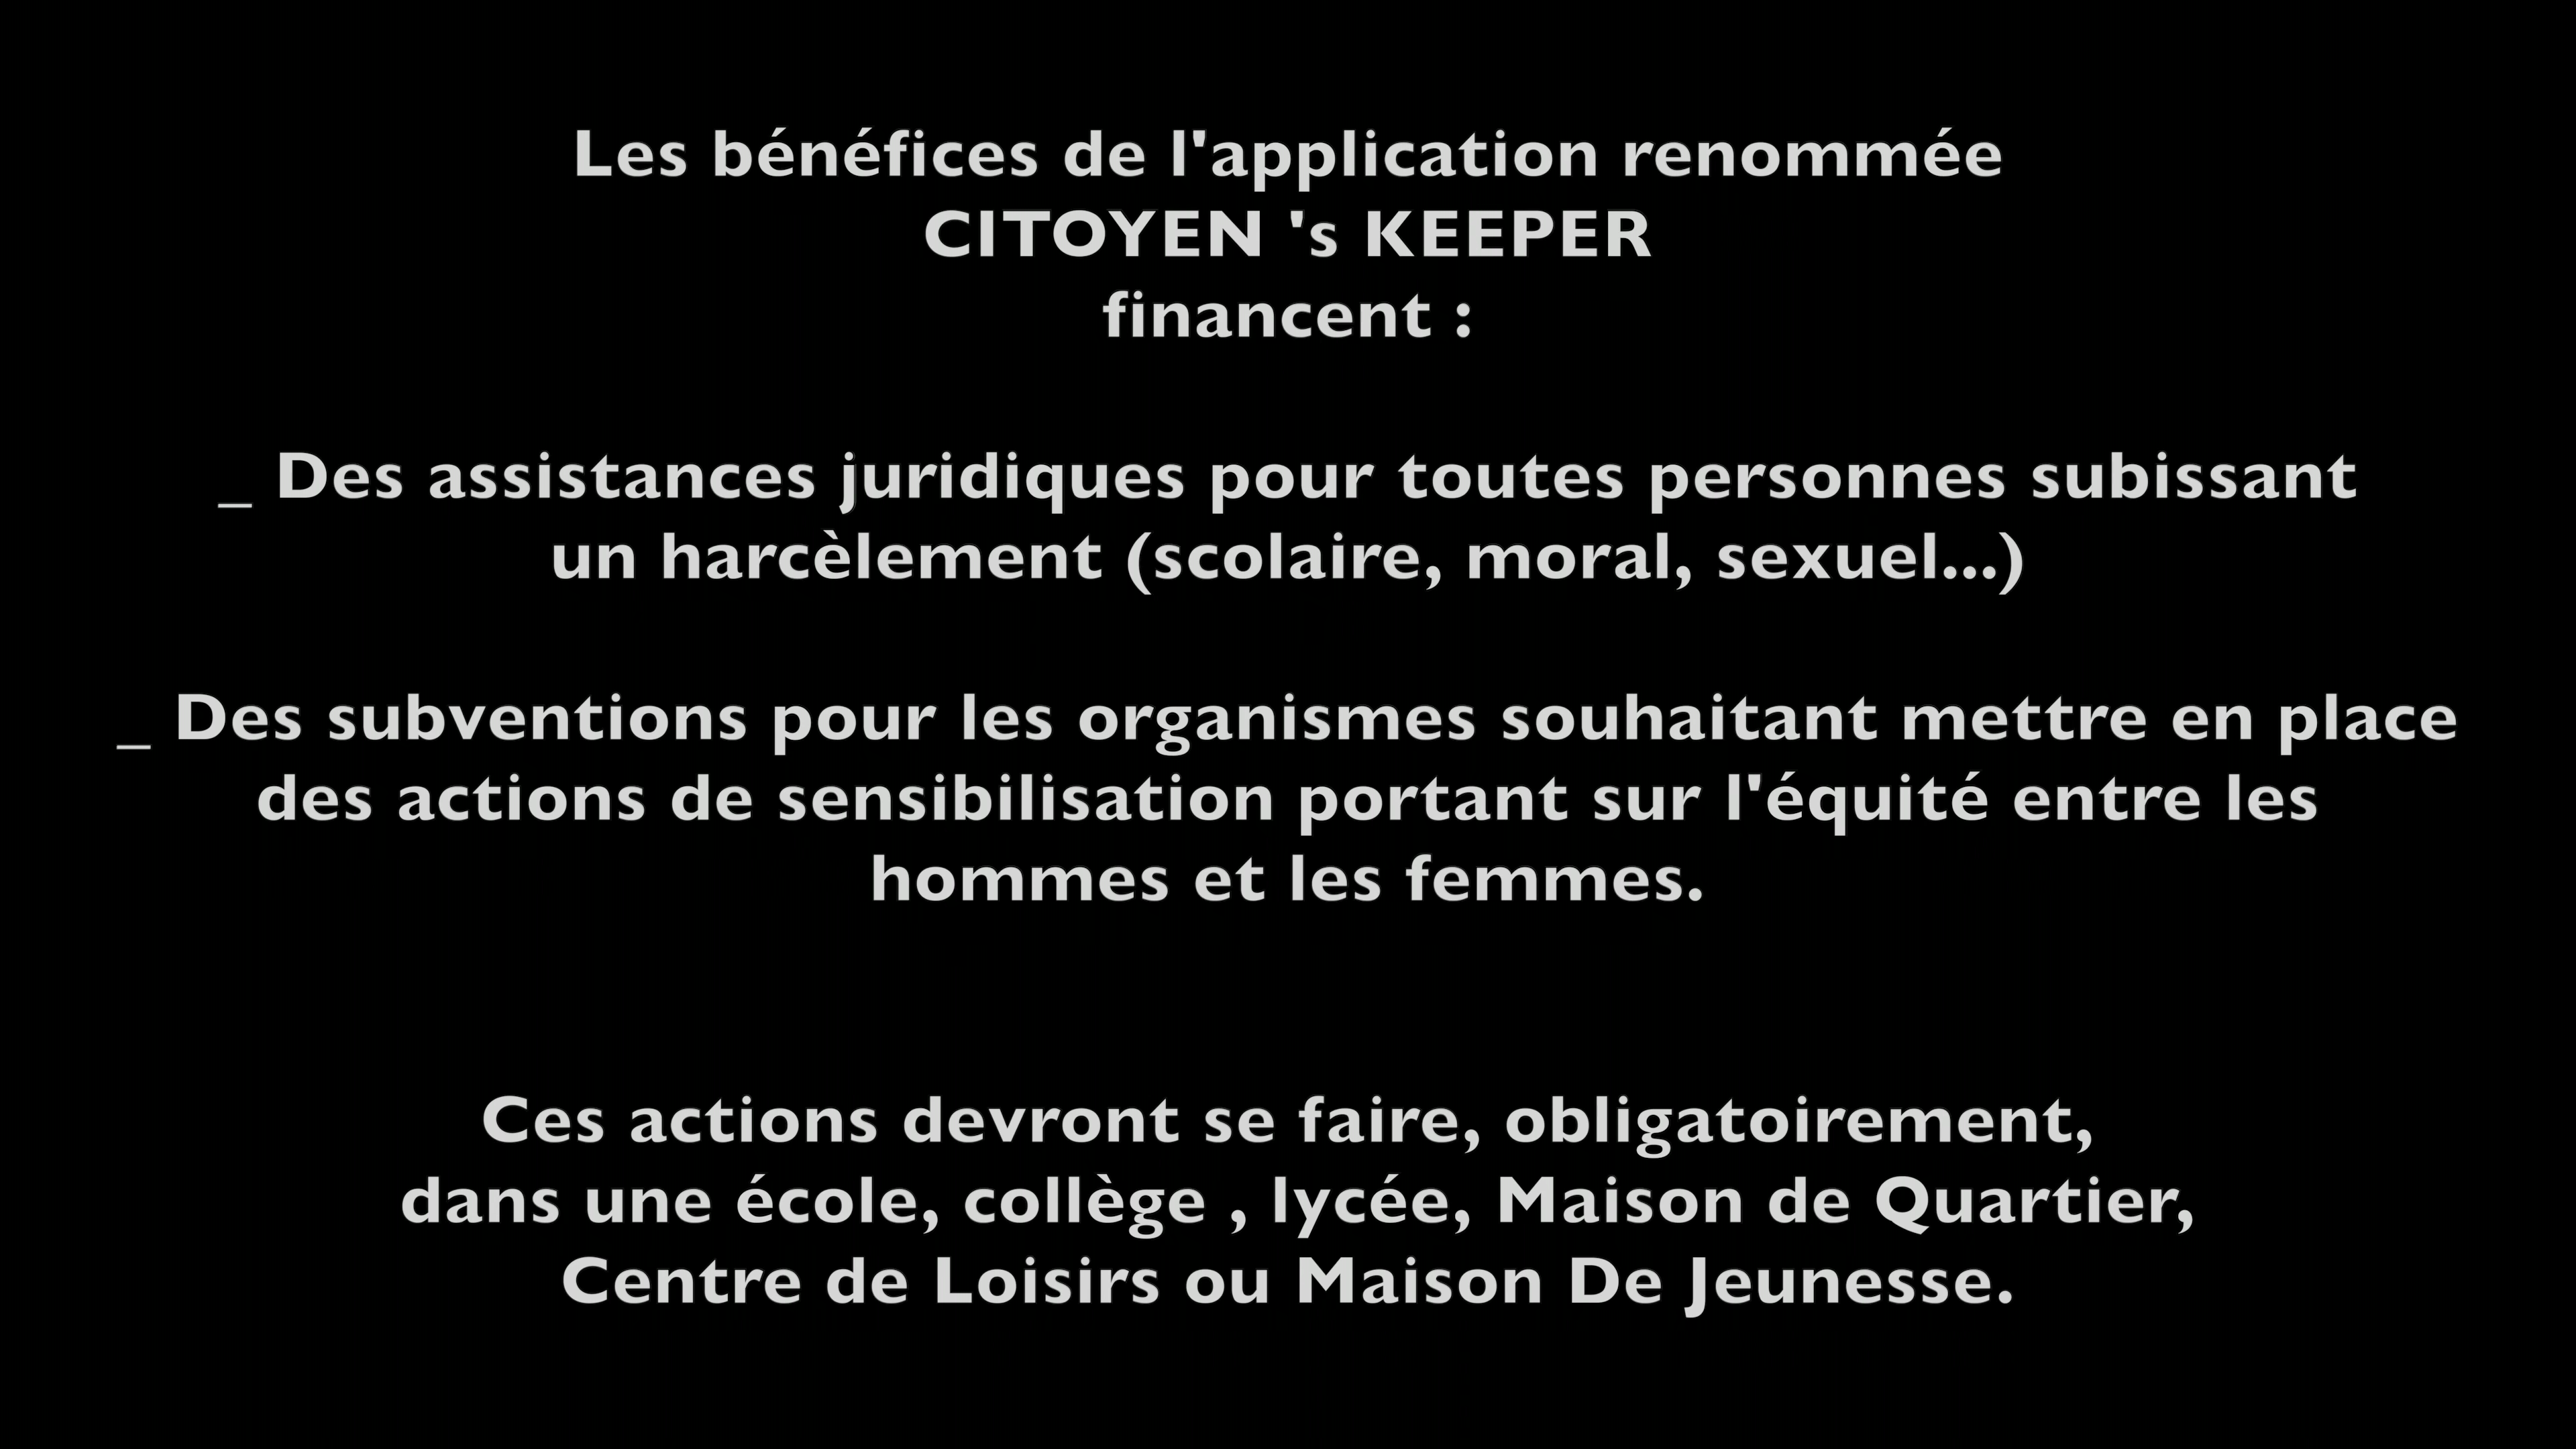 Les bénéfices de l'application renommée
CITOYEN 's KEEPER
financent :
_ Des assistances juridiques pour toutes personnes subissant
un harcèlement (scolaire, moral, sexuel...)
_ Des subventions pour les organismes souhaitant mettre en place
des actions de sensibilisation portant sur l'équité entre les
hommes et les femmes.
Ces actions devront se faire, obligatoirement,
dans une école, collège , lycée, Maison de Quartier,
Centre de Loisirs ou Maison De Jeunesse.